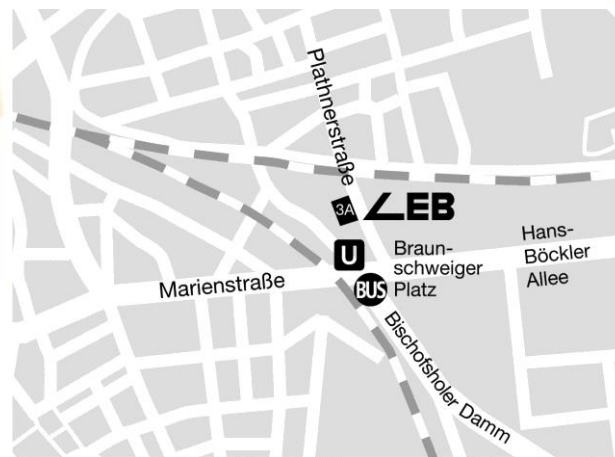 Plathnerstraße
3A
LEB
U
Braun-
schweiger
Platz
Hans-
Böckler
Allee
Marienstraße
BUS
Bischofsholer Damm